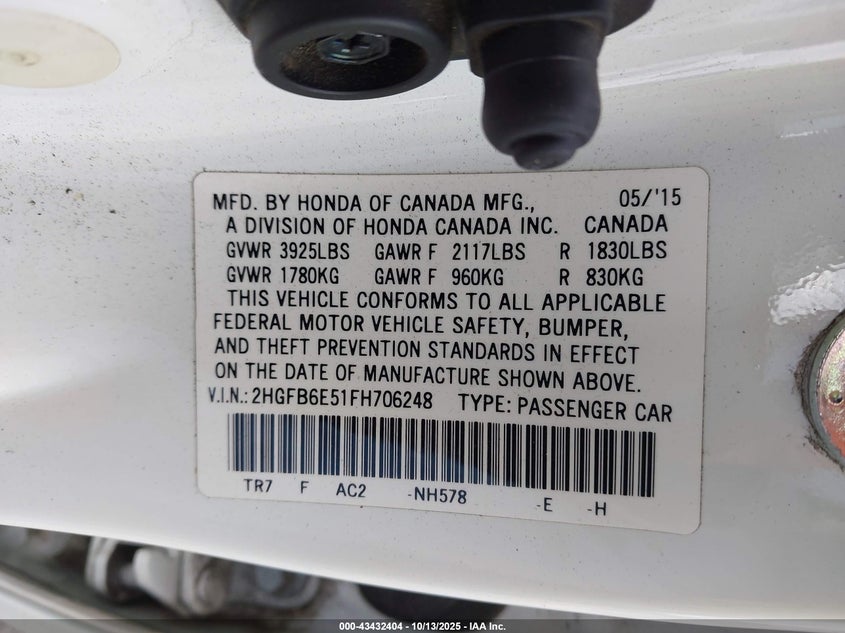 MFD. BY HONDA OF CANADA MFG., 05/'15
A DIVISION OF HONDA CANADA INC. CANADA
GVWR 3925LBS GAWR F 2117LBS R 1830LBS
GVWR 1780KG GAWR F 960KG R 830KG
THIS VEHICLE CONFORMS TO ALL APPLICABLE
FEDERAL MOTOR VEHICLE SAFETY, BUMPER,
AND THEFT PREVENTION STANDARDS IN EFFECT
ON THE DATE OF MANUFACTURE SHOWN ABOVE.
V.I.N.: 2HGFB6E51FH706248 TYPE: PASSENGER CAR
TR7 F AC2 -NH578 -E -H
000-43432404 | 10/13/2025 - IAA Inc.